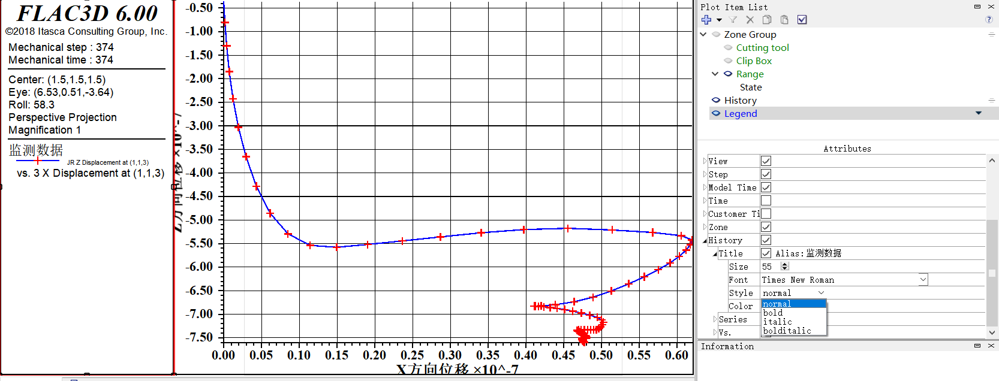 FLAC3D 6.00
©2018 Itasca Consulting Group, Inc.
Mechanical step : 374
Mechanical time : 374
Center: (1.5,1.5,1.5)
Eye: (6.53,0.51,-3.64)
Roll: 58.3
Perspective Projection
Magnification 1
监测数据
JR Z Displacement at (1,1,3)
vs. 3 X Displacement at (1,1,3)
-0.50
-1.00
-1.50
-2.00
-2.50
-3.00
-3.50
-4.00
-4.50
-5.00
-5.50
-6.00
-6.50
-7.00
-7.50
Z方向位移 ×10^-7
0.00 0.05 0.10 0.15 0.20 0.25 0.30 0.35 0.40 0.45 0.50 0.55 0.60
X方向位移 ×10^-7
Plot Item List
Zone Group
Cutting tool
Clip Box
Range
State
History
Legend
Attributes
View
Step
Model Time
Time
Customer Ti
Zone
History
Title Alias:监测数据
Size 55
Font Times New Roman
Style normal
Color normal
bold
Series italic
Vs. bolditalic
Information